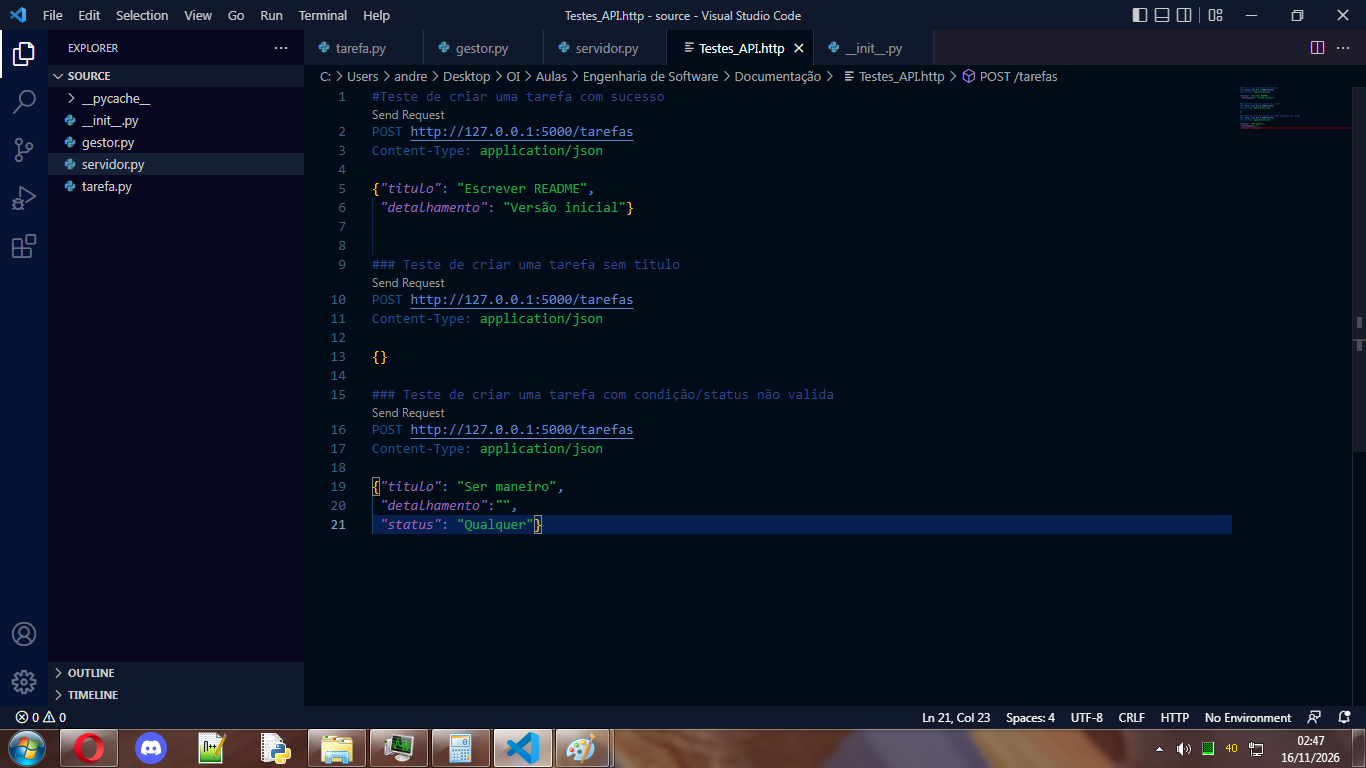 File Edit Selection View Go Run Terminal Help
Testes_API.http - source - Visual Studio Code
EXPLORER
SOURCE
__pycache__
__init__.py
gestor.py
servidor.py
tarefa.py
OUTLINE
TIMELINE
tarefa.py gestor.py servidor.py Testes_API.http __init__.py
C: > Users > andre > Desktop > OI > Aulas > Engenharia de Software > Documentação > Testes_API.http > POST /tarefas
1 #Teste de criar uma tarefa com sucesso
Send Request
2 POST http://127.0.0.1:5000/tarefas
3 Content-Type: application/json
4
5 {"titulo": "Escrever README",
6 "detalhamento": "Versão inicial"}
7
8
9 ### Teste de criar uma tarefa sem titulo
Send Request
10 POST http://127.0.0.1:5000/tarefas
11 Content-Type: application/json
12
13 {}
14
15 ### Teste de criar uma tarefa com condição/status não valida
Send Request
16 POST http://127.0.0.1:5000/tarefas
17 Content-Type: application/json
18
19 {"titulo": "Ser maneiro",
20 "detalhamento":"",
21 "status": "Qualquer"}
0 0
Ln 21, Col 23 Spaces: 4 UTF-8 CRLF HTTP No Environment
40
02:47
16/11/2026